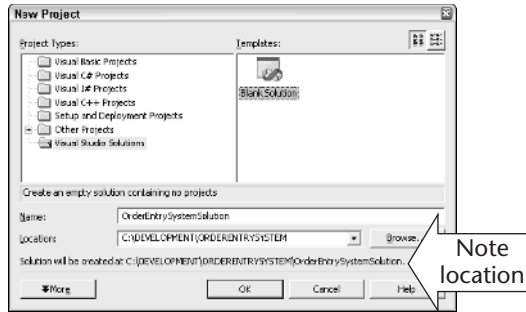 New Project
Project Types:
Templates:
Visual Basic Projects
Visual C# Projects
Visual J# Projects
Visual C++ Projects
Setup and Deployment Projects
Other Projects
Visual Studio Solutions
Blank Solution
Create an empty solution containing no projects
Name:
OrderEntrySystemSolution
Location:
C:\DEVELOPMENT\ORDERENTRYSYSTEM
Browse...
Solution will be created at C:\DEVELOPMENT\ORDERENTRYSYSTEM\OrderEntrySystemSolution.
More
OK
Cancel
Help
Note
location